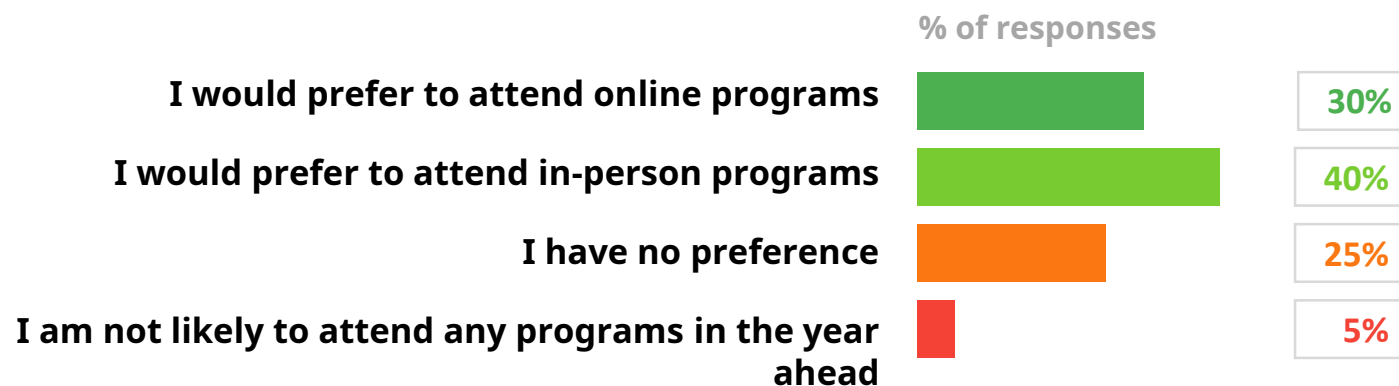 % of responses
I would prefer to attend online programs
30%
I would prefer to attend in-person programs
40%
I have no preference
25%
I am not likely to attend any programs in the year
ahead
5%